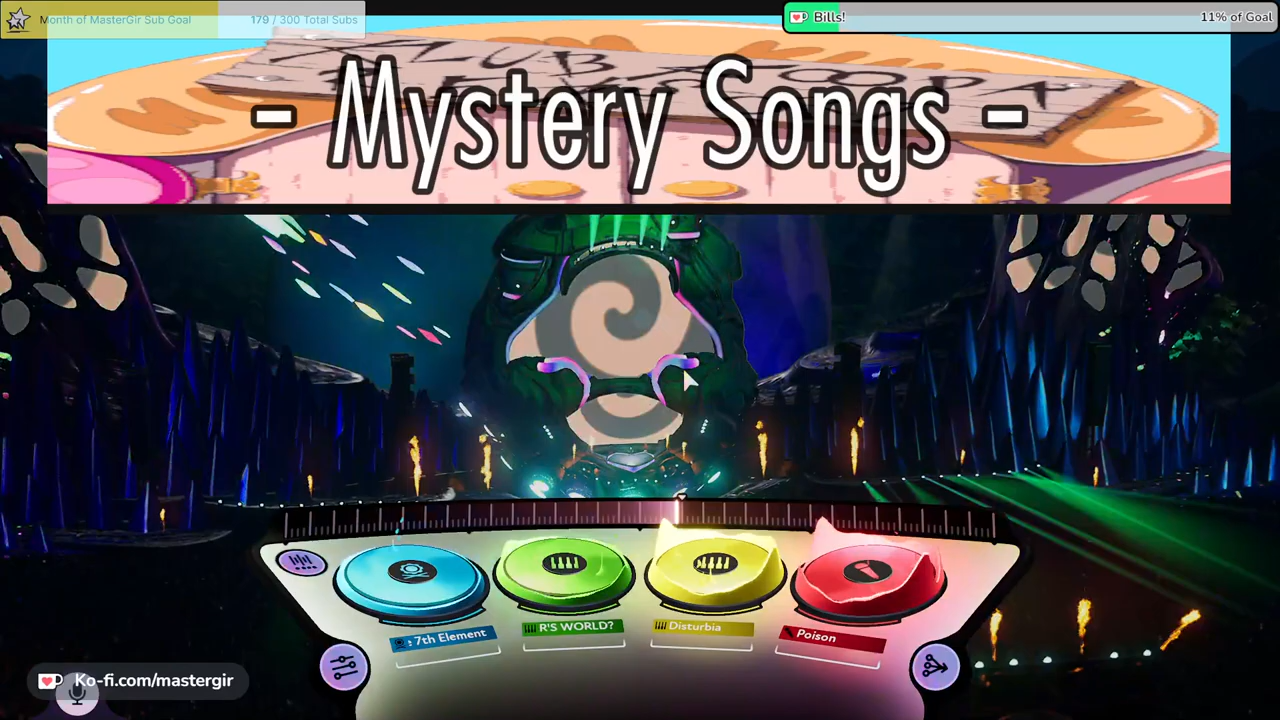 Month of MasterGir Sub Goal
179 / 300 Total Subs
Bills!
11% of Goal
- Mystery Songs -
7th Element
R'S WORLD?
Disturbia
Poison
Ko-fi.com/mastergir